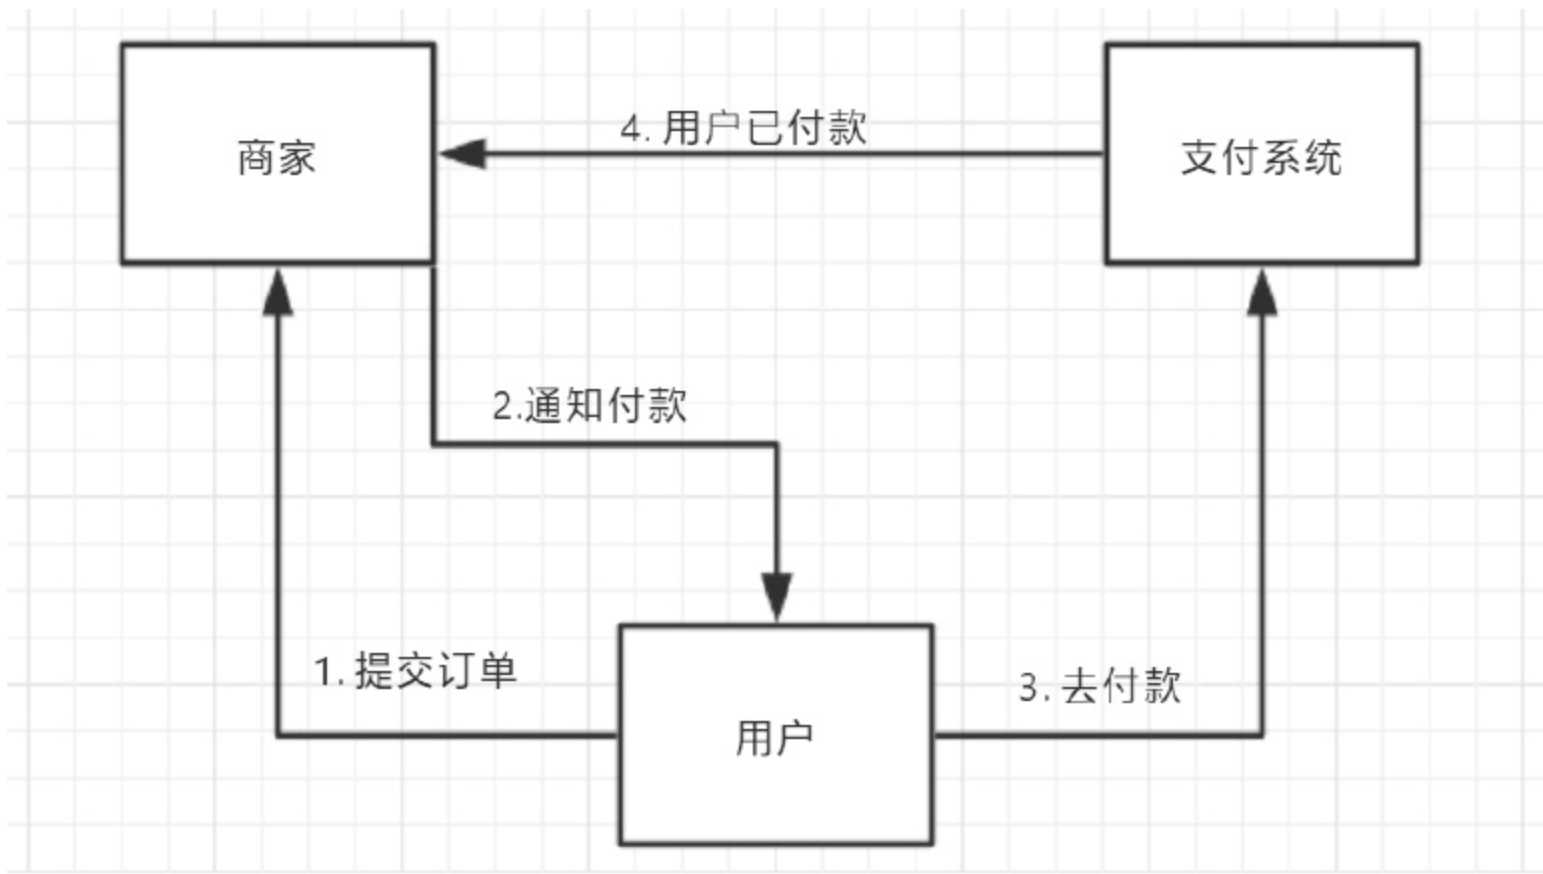 商家
4. 用户已付款
支付系统
2.通知付款
1. 提交订单
3. 去付款
用户